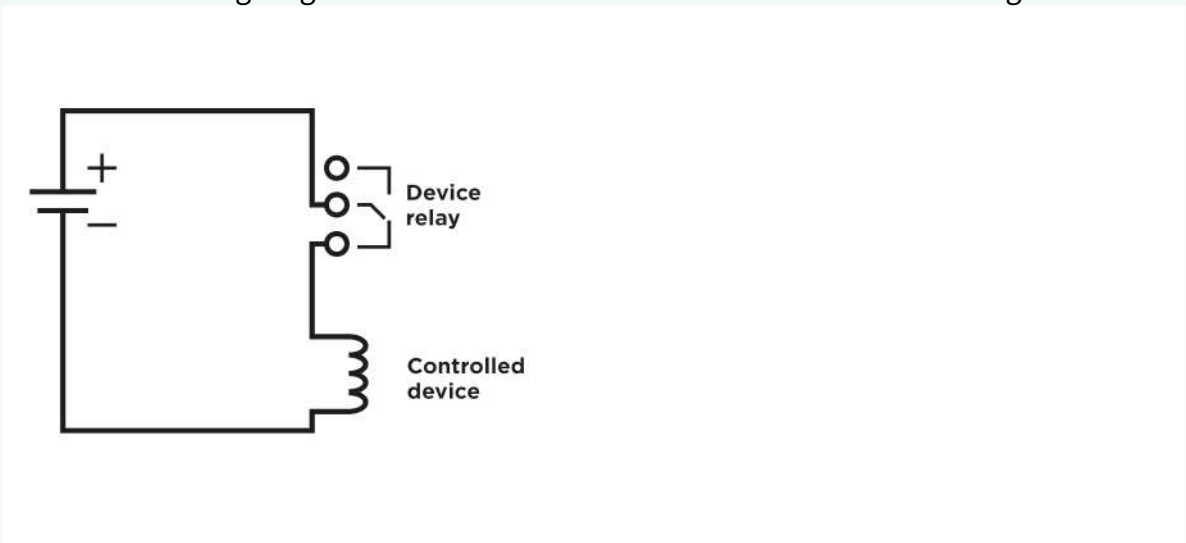 +
Device
relay
–
Controlled
device